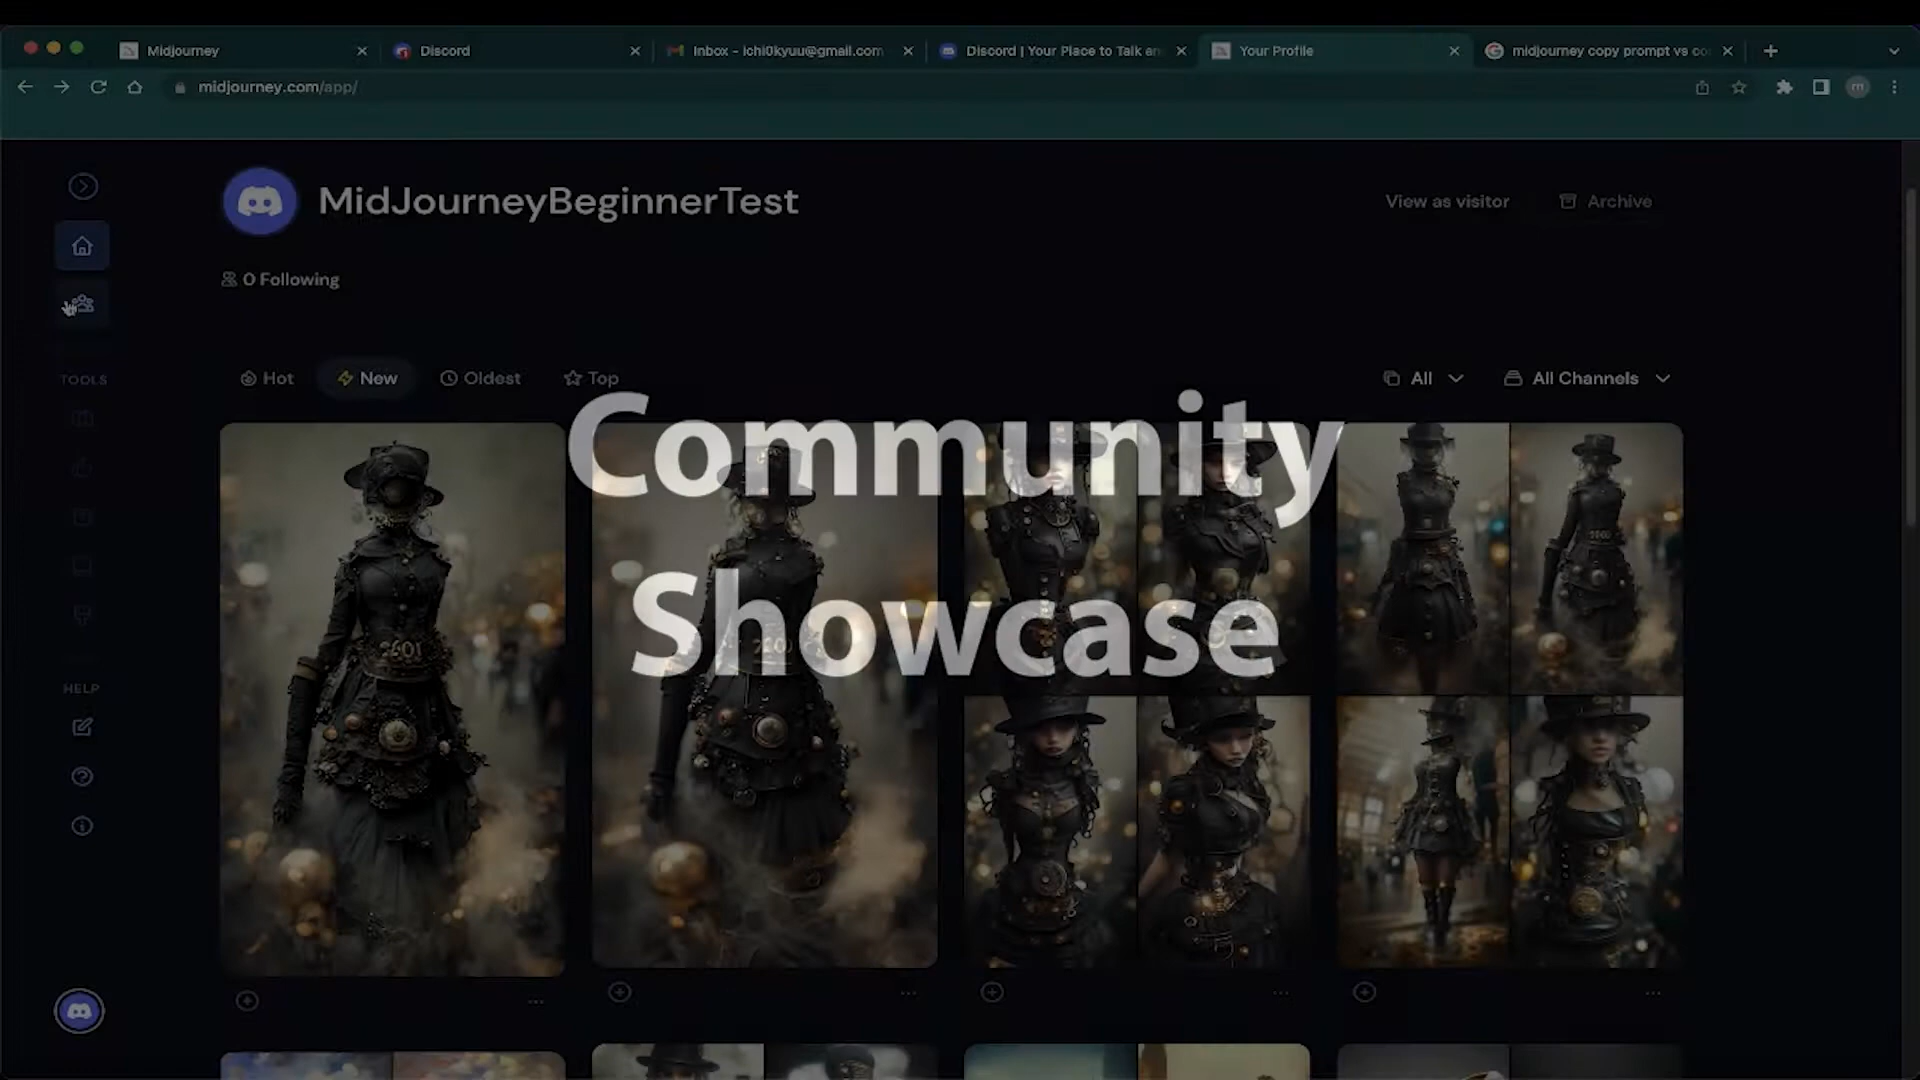 Midjourney
Discord
Inbox - ichi0kyuu@gmail.com
Discord | Your Place to Talk an
Your Profile
midjourney copy prompt vs co
midjourney.com/app/
m
MidJourneyBeginnerTest
View as visitor
Archive
0 Following
TOOLS
Hot
New
Oldest
Top
All
All Channels
Community
Showcase
HELP